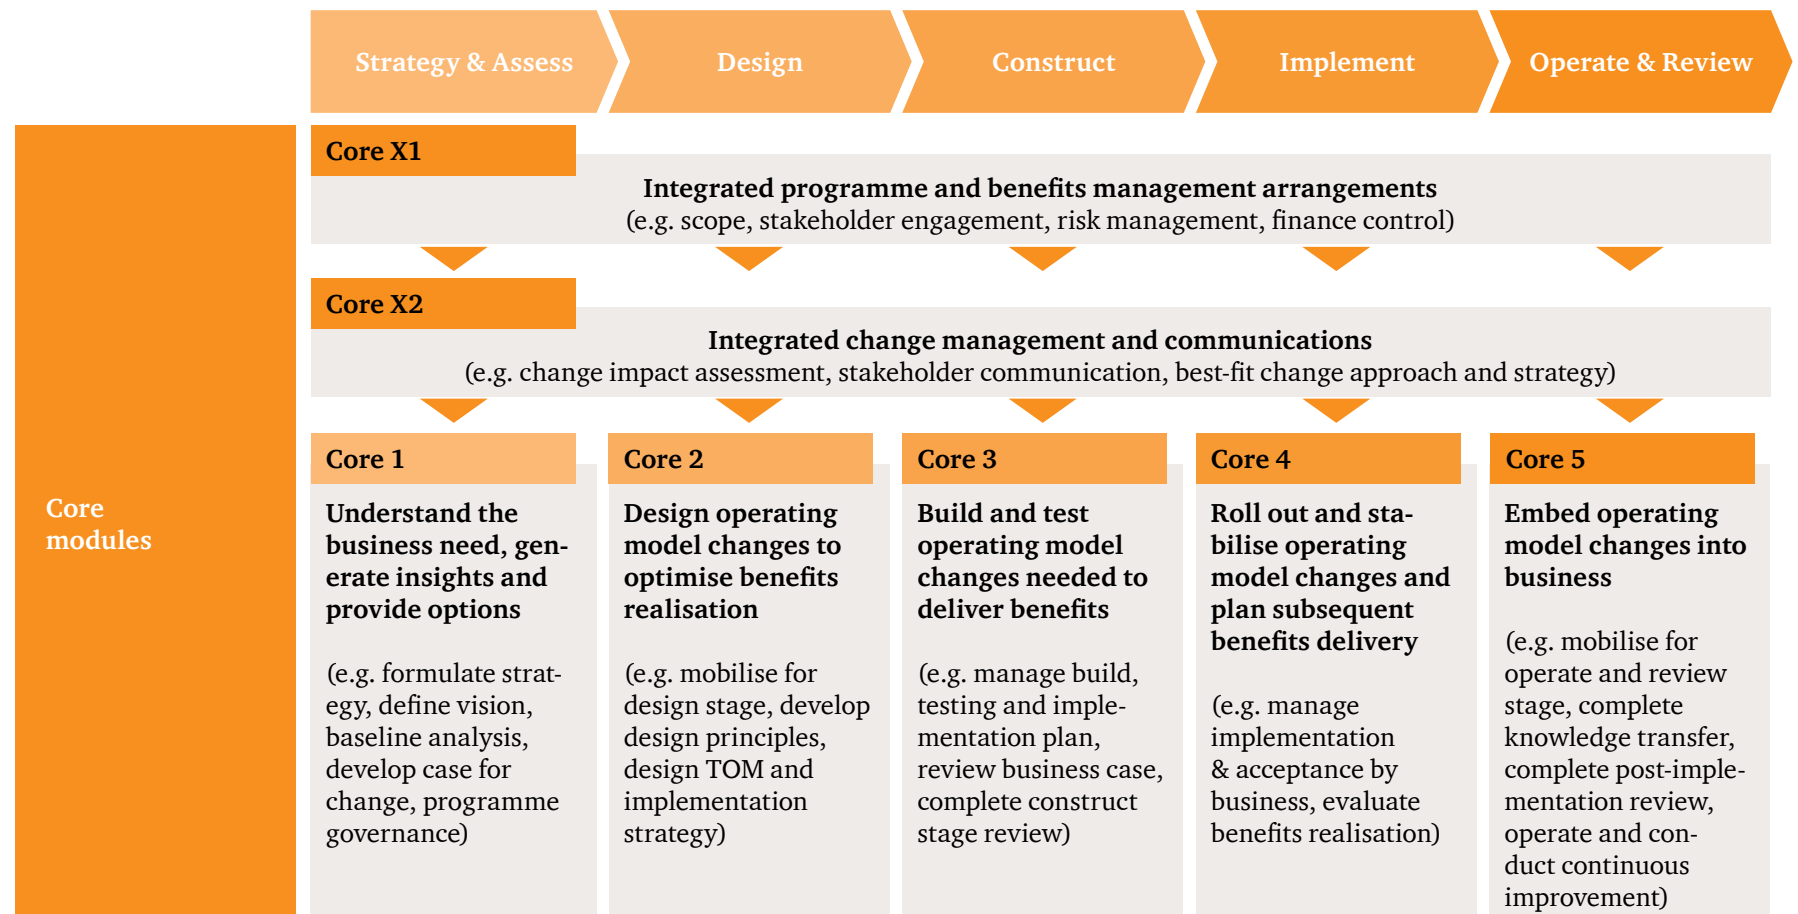 Strategy & Assess
Design
Construct
Implement
Operate & Review
Core modules
Core X1
Integrated programme and benefits management arrangements
(e.g. scope, stakeholder engagement, risk management, finance control)
Core X2
Integrated change management and communications
(e.g. change impact assessment, stakeholder communication, best-fit change approach and strategy)
Core 1
Understand the
business need, gen-
erate insights and
provide options
(e.g. formulate strat-
egy, define vision,
baseline analysis,
develop case for
change, programme
governance)
Core 2
Design operating
model changes to
optimise benefits
realisation
(e.g. mobilise for
design stage, develop
design principles,
design TOM and
implementation
strategy)
Core 3
Build and test
operating model
changes needed to
deliver benefits
(e.g. manage build,
testing and imple-
mentation plan,
review business case,
complete construct
stage review)
Core 4
Roll out and sta-
bilise operating
model changes and
plan subsequent
benefits delivery
(e.g. manage
implementation
& acceptance by
business, evaluate
benefits realisation)
Core 5
Embed operating
model changes into
business
(e.g. mobilise for
operate and review
stage, complete
knowledge transfer,
complete post-imple-
mentation review,
operate and con-
duct continuous
improvement)